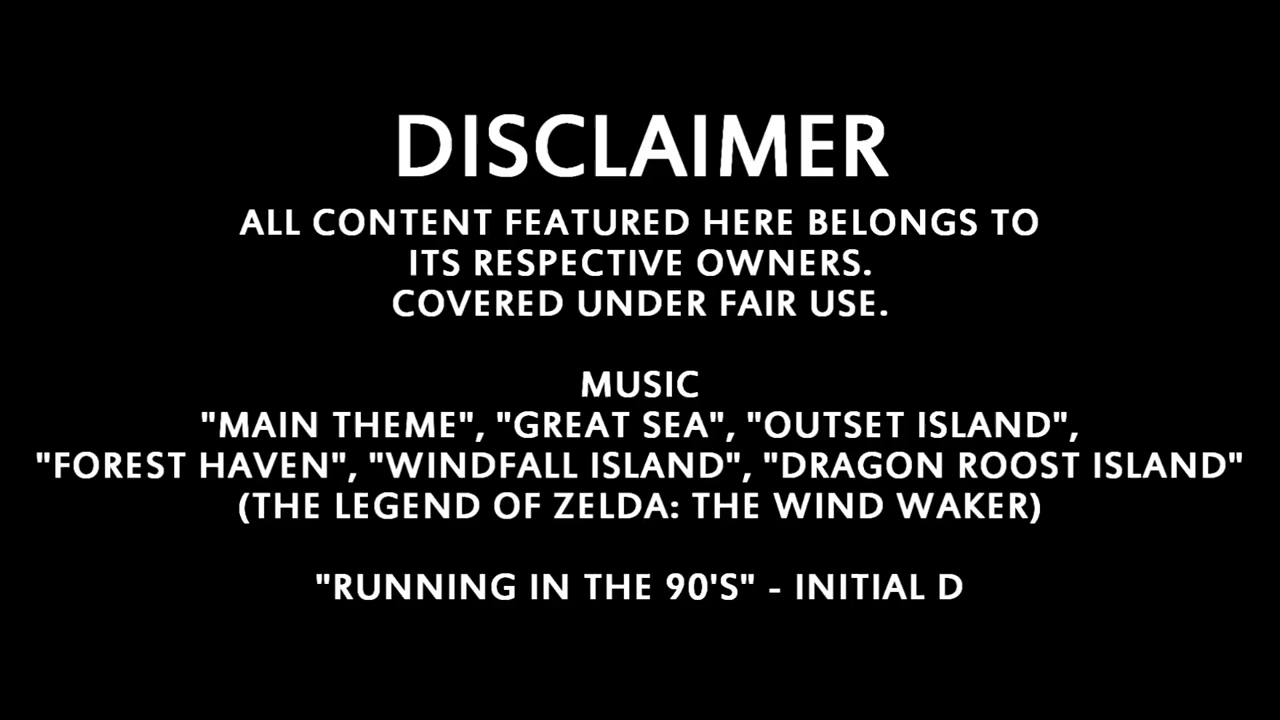 DISCLAIMER
ALL CONTENT FEATURED HERE BELONGS TO
ITS RESPECTIVE OWNERS.
COVERED UNDER FAIR USE.
MUSIC
"MAIN THEME", "GREAT SEA", "OUTSET ISLAND",
"FOREST HAVEN", "WINDFALL ISLAND", "DRAGON ROOST ISLAND"
(THE LEGEND OF ZELDA: THE WIND WAKER)
"RUNNING IN THE 90'S" - INITIAL D